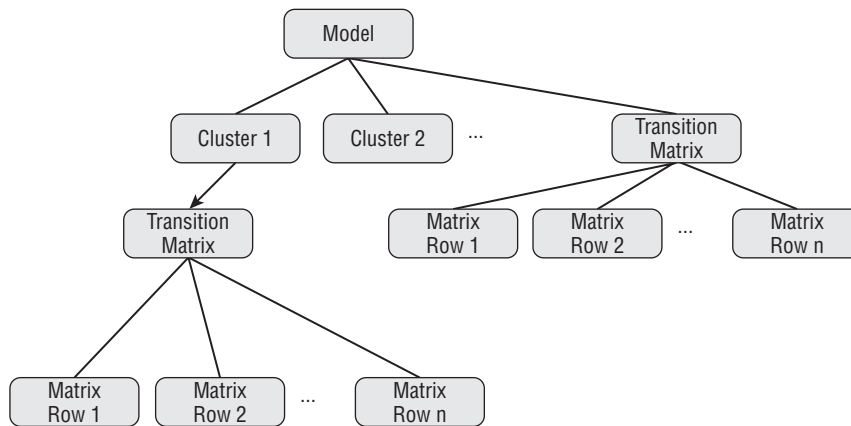 Model
Cluster 1
Cluster 2
...
Transition
Matrix
Transition
Matrix
Matrix
Row 1
Matrix
Row 2
...
Matrix
Row n
Matrix
Row 1
Matrix
Row 2
...
Matrix
Row n